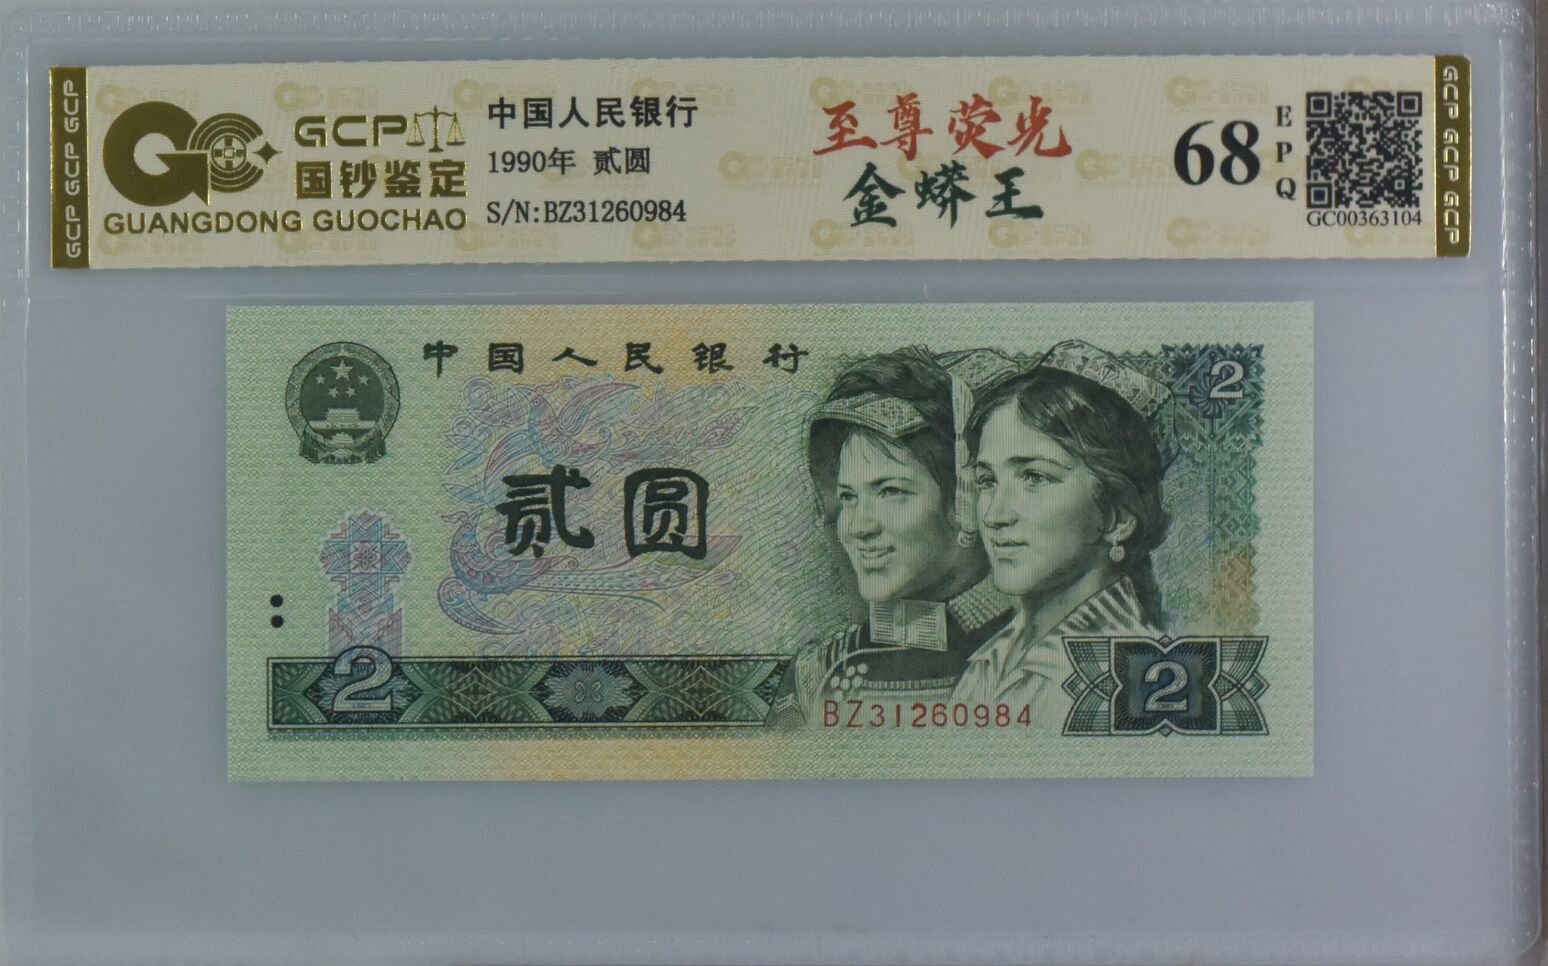 GCP GCP GCP
GCP
国钞鉴定
GUANGDONG GUOCHAO
中国人民银行
1990年 贰圆
S/N:BZ31260984
至尊荧光
金蟒王
68
EPQ
GC00363104
GCP GCP GCP
中国人民银行
2
贰圆
2
BZ31260984
2